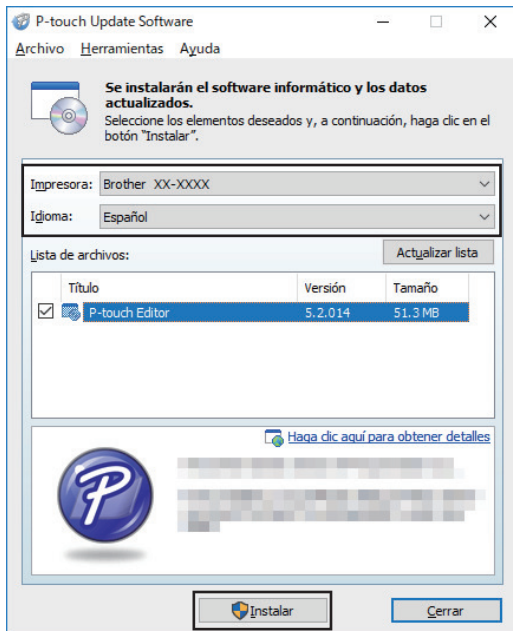 P-touch Update Software
Archivo Herramientas Ayuda
Se instalarán el software informático y los datos
actualizados.
Seleccione los elementos deseados y, a continuación, haga clic en el
botón "Instalar".
Impresora: Brother XX-XXXX
Idioma: Español
Lista de archivos: Actualizar lista
Título Versión Tamaño
P-touch Editor 5.2.014 51.3 MB
Haga clic aquí para obtener detalles
P
Instalar Cerrar